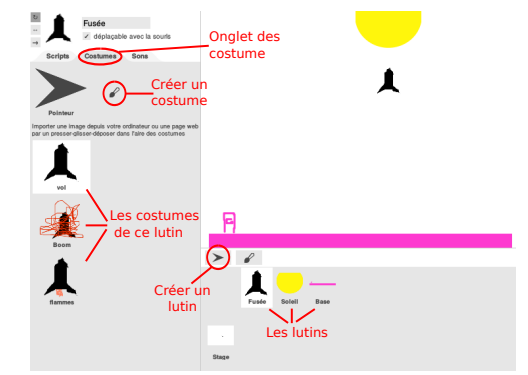 Fusée
déplaçable avec la souris
Scripts
Costumes
Sons
Onglet des
costume
Créer un
costume
Pointeur
Importer une image depuis votre ordinateur ou une page web
par un presser-glisser-déposer dans l'aire des costumes
vol
Les costumes
de ce lutin
Boom
flammes
Créer un
lutin
Fusée
Soleil
Base
Les lutins
Stage